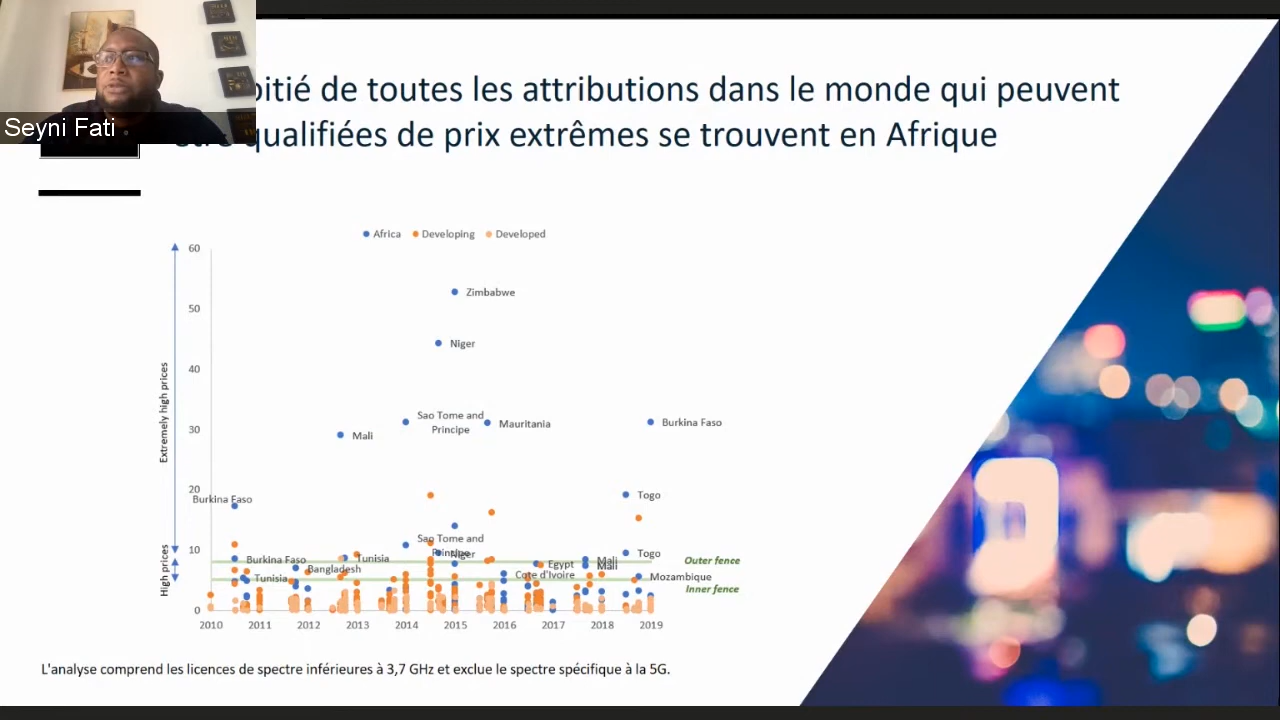 Seyni Fati
de toutes les attributions dans le monde qui peuvent
qualifiées de prix extrêmes se trouvent en Afrique
Africa Developing Developed
60
50
40
30
20
10
0
Extremely high prices
High prices
Zimbabwe
Niger
Sao Tome and
Principe
Mauritania
Mali
Burkina Faso
Burkina Faso
Togo
Sao Tome and
Principe
Niger
Burkina Faso
Tunisia
Bangladesh
Tunisia
Egypt
Cote d'Ivoire
Mali
Mali
Togo
Mozambique
Outer fence
Inner fence
2010 2011 2012 2013 2014 2015 2016 2017 2018 2019
L'analyse comprend les licences de spectre inférieures à 3,7 GHz et exclue le spectre spécifique à la 5G.